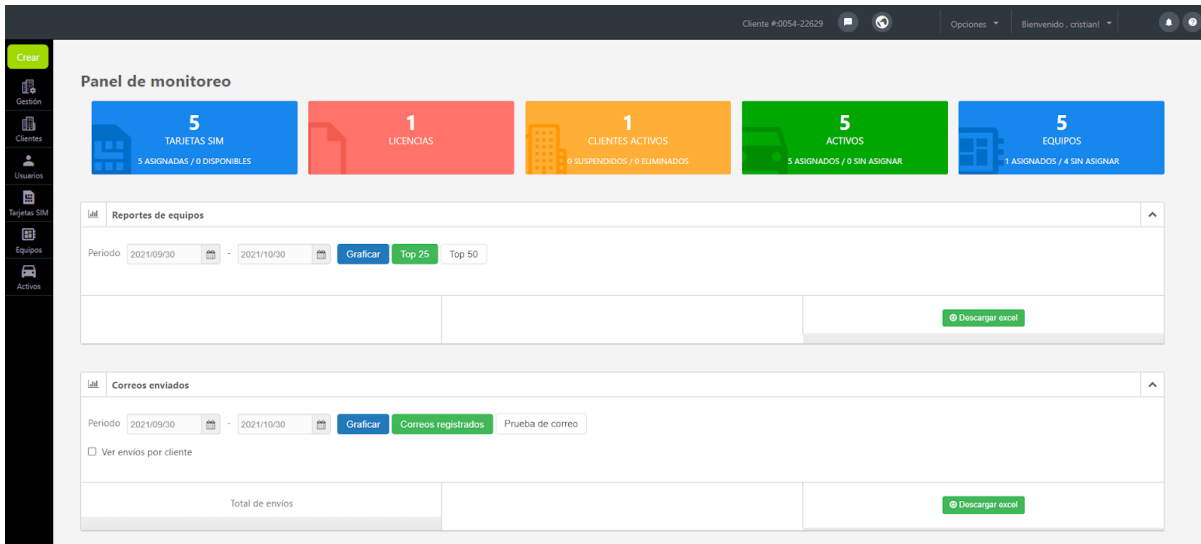 Cliente #:0054-22629 Opciones Bienvenido , cristian!
Crear
Gestión
Clientes
Usuarios
Tarjetas SIM
Equipos
Activos
Panel de monitoreo
5
TARJETAS SIM
5 ASIGNADAS / 0 DISPONIBLES
1
LICENCIAS
1
CLIENTES ACTIVOS
0 SUSPENDIDOS / 0 ELIMINADOS
5
ACTIVOS
5 ASIGNADOS / 0 SIN ASIGNAR
5
EQUIPOS
1 ASIGNADOS / 4 SIN ASIGNAR
Reportes de equipos
Periodo 2021/09/30 - 2021/10/30 Graficar Top 25 Top 50
Descargar excel
Correos enviados
Periodo 2021/09/30 - 2021/10/30 Graficar Correos registrados Prueba de correo
Ver envíos por cliente
Total de envíos
Descargar excel